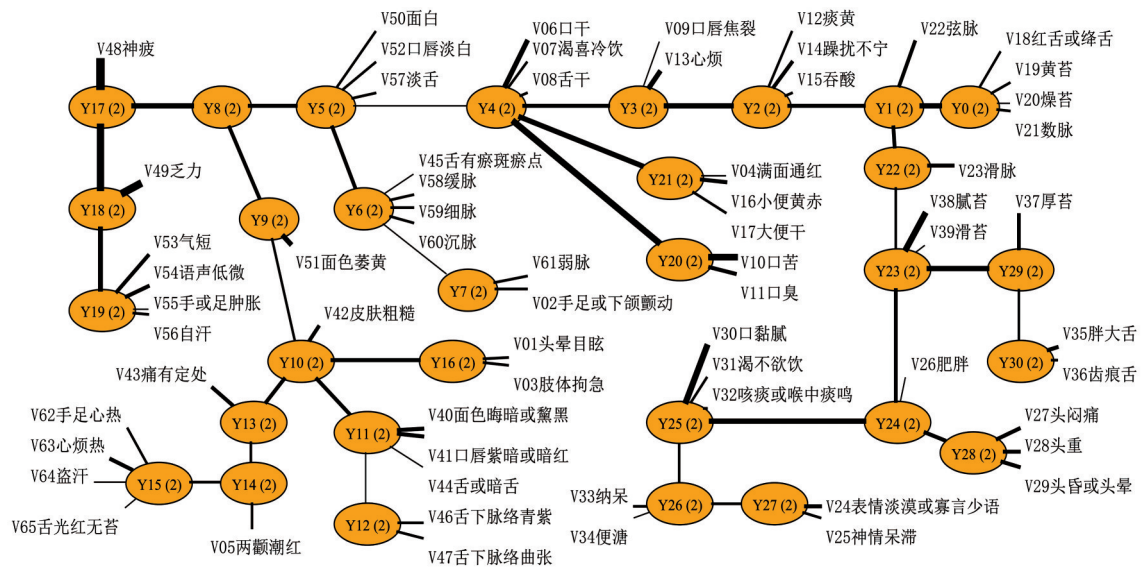 V50面白
V06口干
V09口唇焦裂
V12痰黄
V22弦脉
V18红舌或绛舌
V48神疲
V52口唇淡白
V07渴喜冷饮
V13心烦
V14躁扰不宁
V19黄苔
V57淡舌
V08舌干
V15吞酸
V20燥苔
V21数脉
Y17 (2)
Y8 (2)
Y5 (2)
Y4 (2)
Y3 (2)
Y2 (2)
Y1 (2)
Y0 (2)
V45舌有瘀斑瘀点
V49乏力
V58缓脉
V04满面通红
Y22 (2)
V23滑脉
Y21 (2)
Y18 (2)
Y9 (2)
Y6 (2)
V59细脉
V16小便黄赤
V38腻苔
V37厚苔
V60沉脉
V17大便干
V39滑苔
V53气短
V51面色萎黄
V61弱脉
Y20 (2)
V10口苦
Y23 (2)
Y29 (2)
V54语声低微
Y7 (2)
V11口臭
V55手或足肿胀
V02手足或下颌颤动
Y19 (2)
V56自汗
V42皮肤粗糙
V30口黏腻
V35胖大舌
V01头晕目眩
Y10 (2)
Y16 (2)
V31渴不欲饮
V26肥胖
Y30 (2)
V43痛有定处
V03肢体拘急
V36齿痕舌
V32咳痰或喉中痰鸣
V62手足心热
V40面色晦暗或黧黑
V27头闷痛
Y13 (2)
Y11 (2)
Y25 (2)
Y24 (2)
V63心烦热
V28头重
V41口唇紫暗或暗红
Y28 (2)
V64盗汗
Y15 (2)
Y14 (2)
V44舌或暗舌
V29头昏或头晕
V33纳呆
Y26 (2)
Y27 (2)
V24表情淡漠或寡言少语
V65舌光红无苔
V46舌下脉络青紫
Y12 (2)
V34便溏
V25神情呆滞
V05两颧潮红
V47舌下脉络曲张